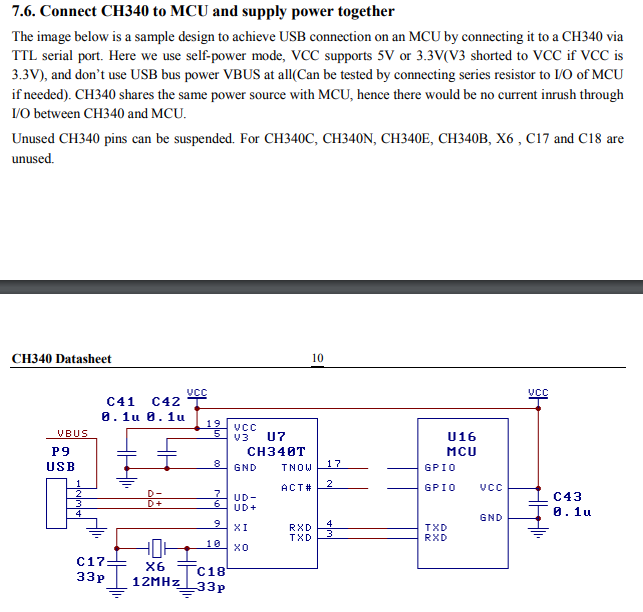 7.6. Connect CH340 to MCU and supply power together
The image below is a sample design to achieve USB connection on an MCU by connecting it to a CH340 via
TTL serial port. Here we use self-power mode, VCC supports 5V or 3.3V(V3 shorted to VCC if VCC is
3.3V), and don’t use USB bus power VBUS at all(Can be tested by connecting series resistor to I/O of MCU
if needed). CH340 shares the same power source with MCU, hence there would be no current inrush through
I/O between CH340 and MCU.
Unused CH340 pins can be suspended. For CH340C, CH340N, CH340E, CH340B, X6 , C17 and C18 are
unused.
CH340 Datasheet 10
VCC VCC
C41 C42
0.1u 0.1u
VBUS
P9
USB
1
2
3
4
D-
D+
19
5
8
7
6
9
10
VCC
V3
GND
UD-
UD+
XI
XO
U7
CH340T
TNOW 17
ACT# 2
RXD 4
TXD 3
U16
MCU
GPIO
GPIO VCC
GND
TXD
RXD
C43
0.1u
C17
33p
X6
12MHz
C18
33p